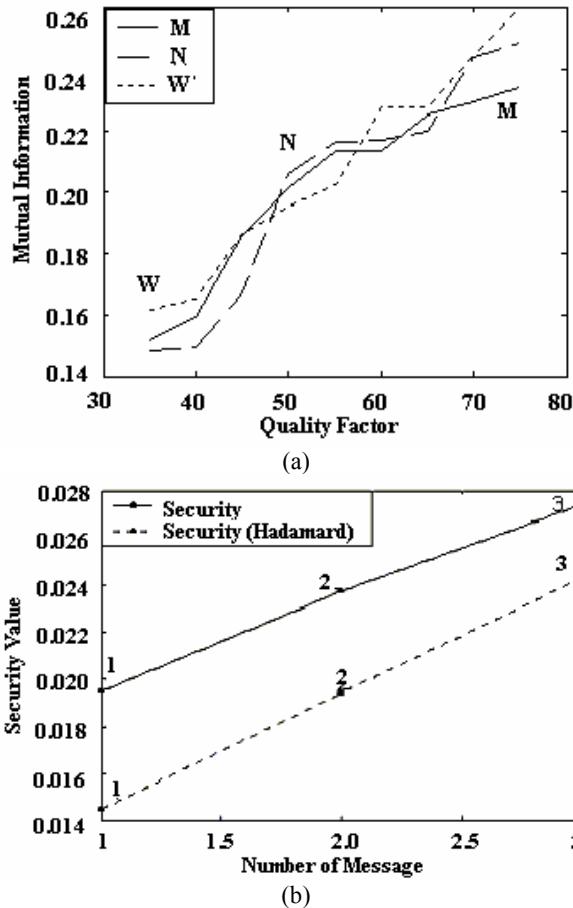 0.26
0.24
0.22
0.20
0.18
0.16
0.14
Mutual Information
M
N
W'
N
M
W
30 40 50 60 70 80
Quality Factor
(a)
0.028
0.026
0.024
0.022
0.020
0.018
0.016
0.014
Security Value
Security
Security (Hadamard)
3
2
3
1
2
1
1 1.5 2.0 2.5
Number of Message
(b)